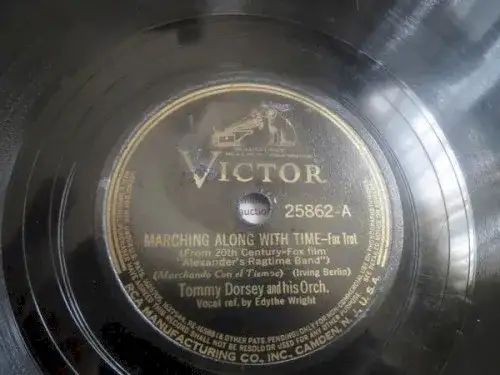 VICTOR
auction
25862-A
MARCHING ALONG WITH TIME-Fox Trot
(From 20th Century-Fox film
"Alexander's Ragtime Band")
(Marchando Con el Tiempo) (Irving Berlin)
Tommy Dorsey and his Orch.
Vocal ref. by Edythe Wright
RCA MANUFACTURING CO., INC., CAMDEN, N.J., U.S.A.